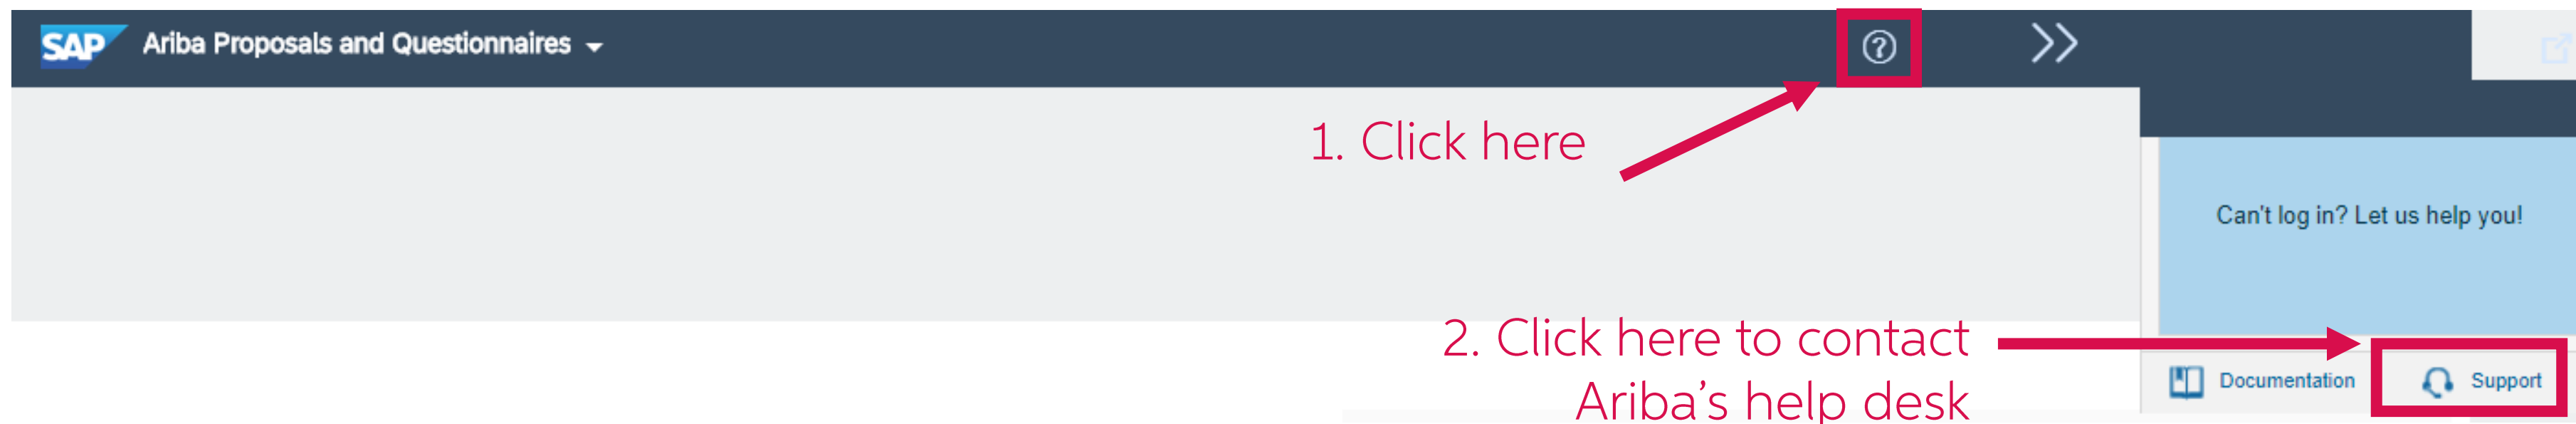 SAP Ariba Proposals and Questionnaires
1. Click here
Can't log in? Let us help you!
2. Click here to contact
Ariba’s help desk
Documentation Support